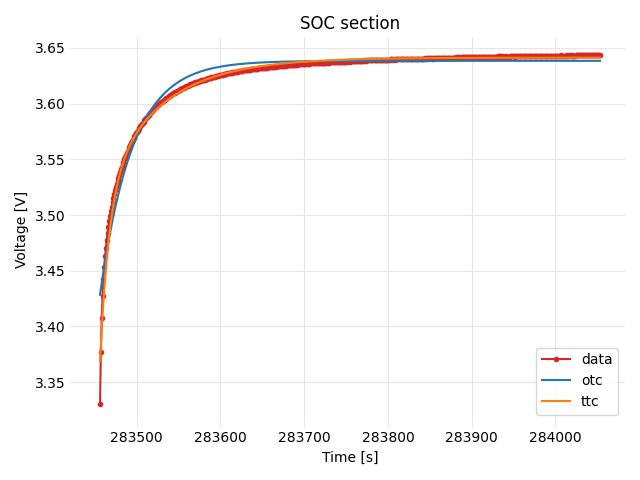 SOC section
3.65
3.60
3.55
3.50
3.45
3.40
3.35
Voltage [V]
data
otc
ttc
283500 283600 283700 283800 283900 284000
Time [s]